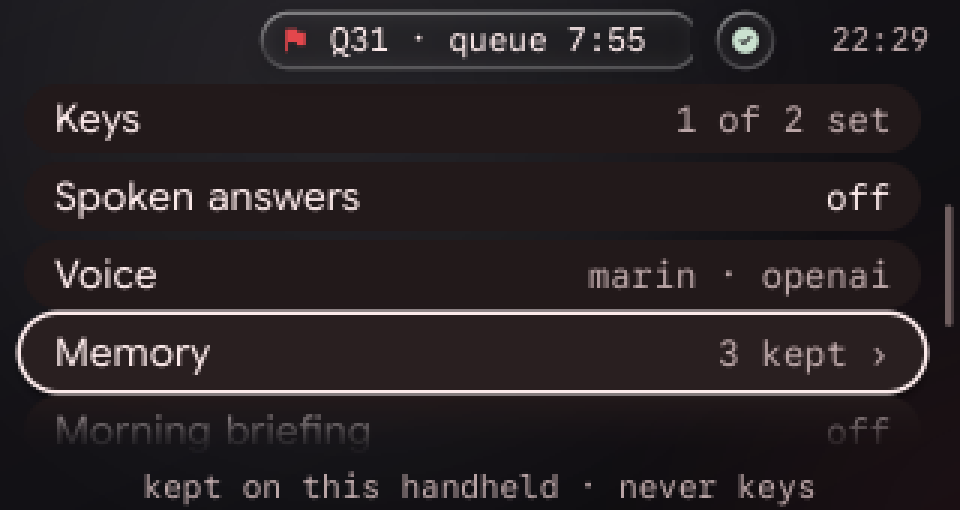 Q31 · queue 7:55 22:29
Keys 1 of 2 set
Spoken answers off
Voice marin · openai
Memory 3 kept ›
Morning briefing off
kept on this handheld · never keys